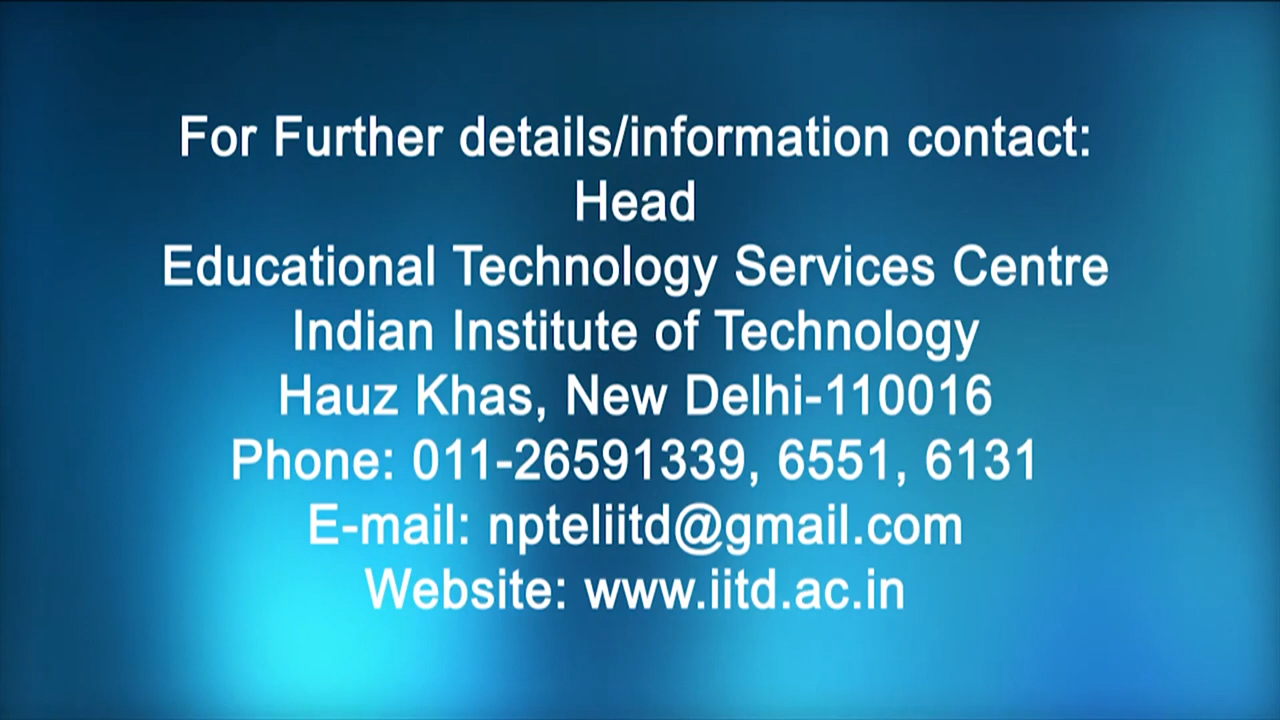 For Further details/information contact:
Head
Educational Technology Services Centre
Indian Institute of Technology
Hauz Khas, New Delhi-110016
Phone: 011-26591339, 6551, 6131
E-mail: npteliitd@gmail.com
Website: www.iitd.ac.in